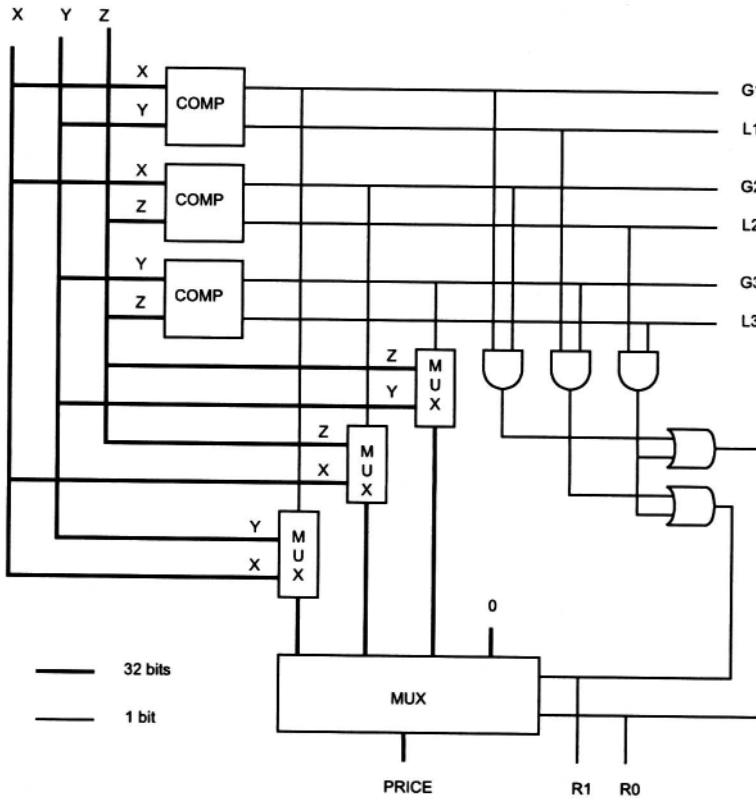 X Y Z
X
COMP
G1
Y
L1
X
COMP
G2
Z
L2
Y
COMP
G3
Z
L3
Z
MUX
Y
Z
MUX
X
Y
MUX
X
0
32 bits
MUX
1 bit
PRICE
R1 R0